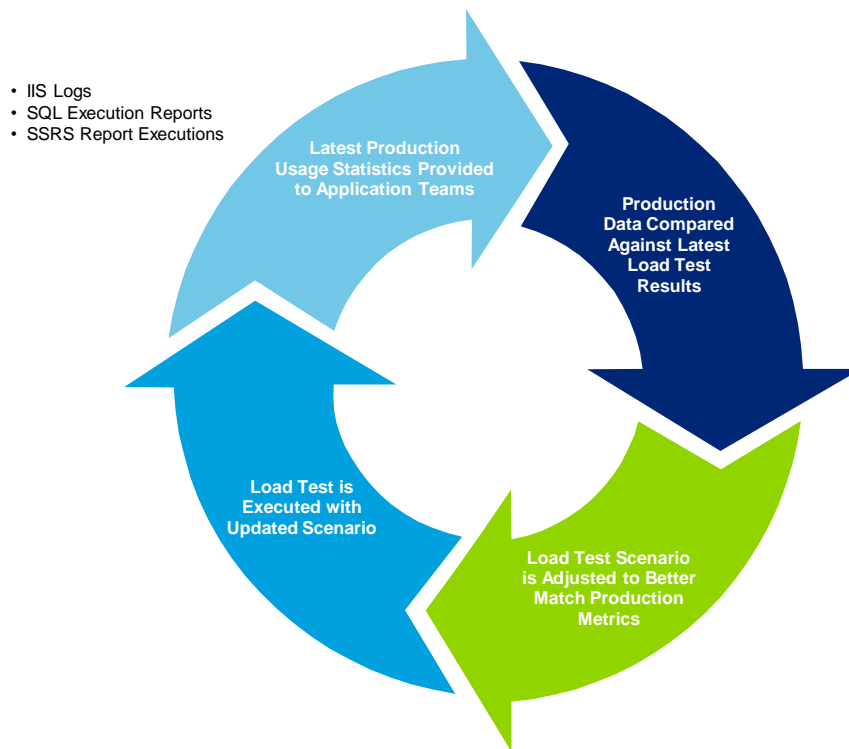 • IIS Logs
• SQL Execution Reports
• SSRS Report Executions
Latest Production
Usage Statistics Provided
to Application Teams
Production
Data Compared
Against Latest
Load Test
Results
Load Test Scenario
is Adjusted to Better
Match Production
Metrics
Load Test is
Executed with
Updated Scenario